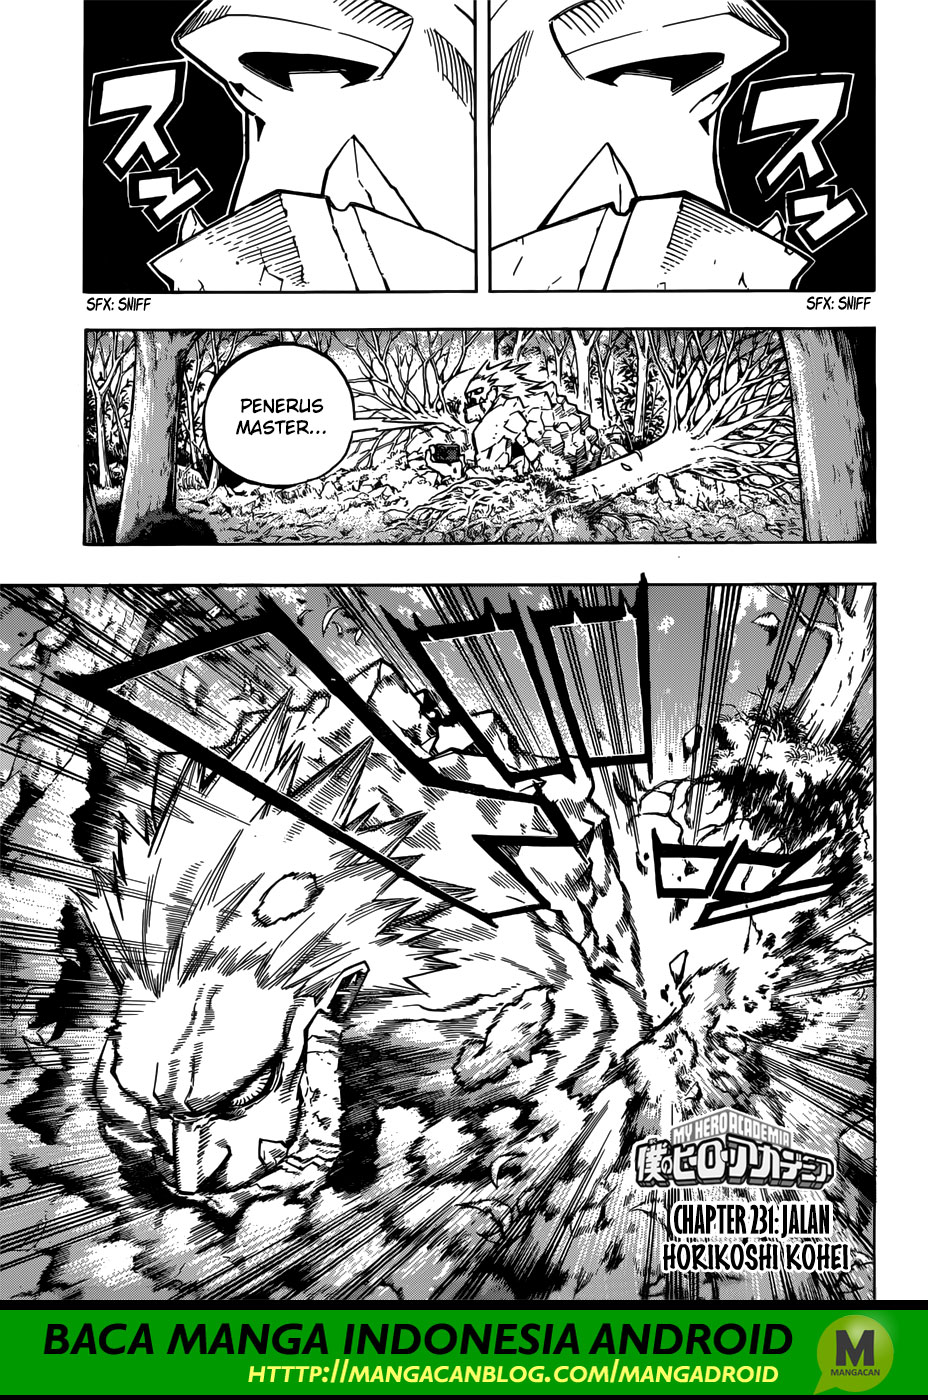 スン
スン
SFX: SNIFF
SFX: SNIFF
PENERUS
MASTER...
MY HERO ACADEMIA
僕のヒーローアカデミア
CHAPTER 231: JALAN
HORIKOSHI KOHEI
BACA MANGA INDONESIA ANDROID
HTTTP://MANGACANBLOG.COM/MANGADROID
M
MANGACAN